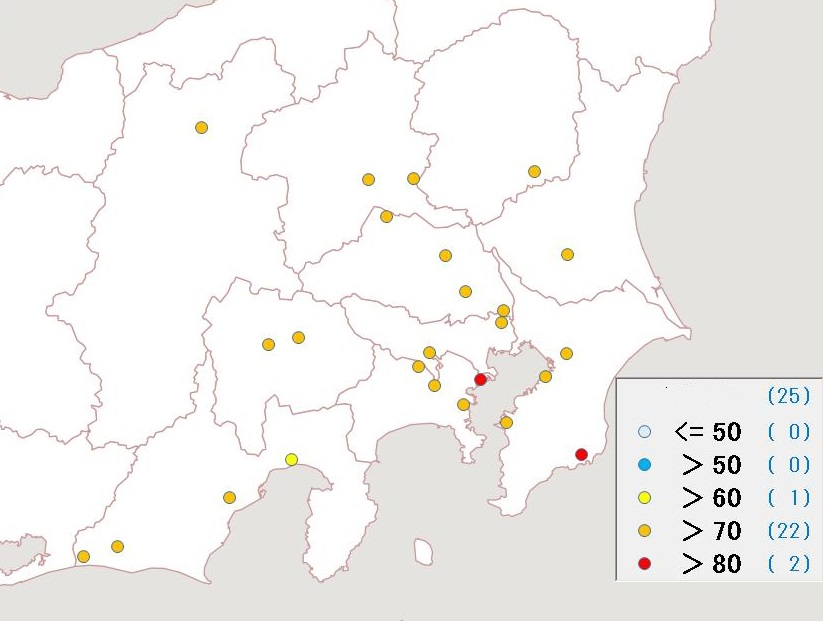 (25)
<= 50 ( 0)
> 50 ( 0)
> 60 ( 1)
> 70 (22)
> 80 ( 2)